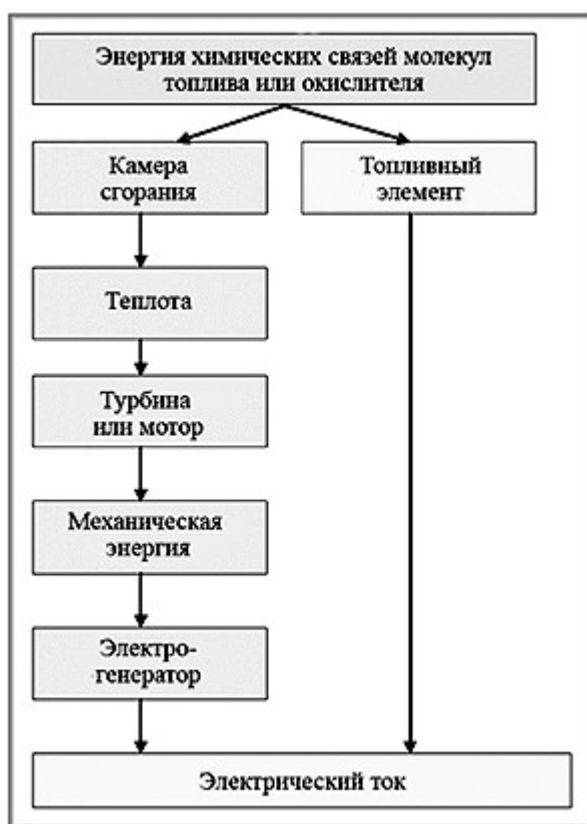 Энергия химических связей молекул
топлива или окислителя
Камера
сгорания
Топливный
элемент
Теплота
Турбина
или мотор
Механическая
энергия
Электро-
генератор
Электрический ток